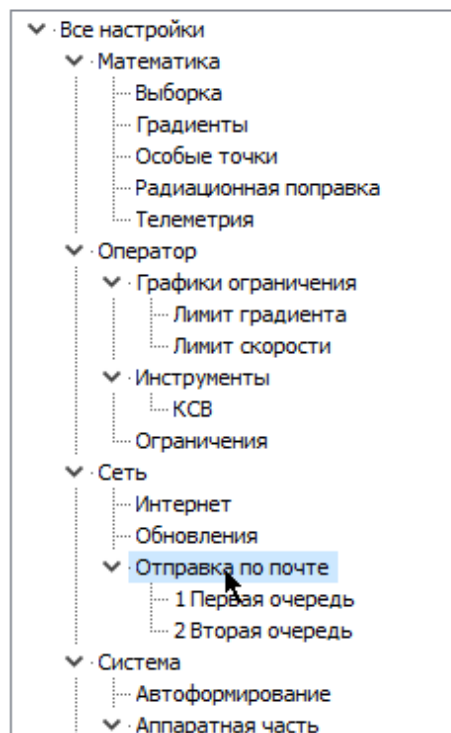 Все настройки
Математика
Выборка
Градиенты
Особые точки
Радиационная поправка
Телеметрия
Оператор
Графики ограничения
Лимит градиента
Лимит скорости
Инструменты
КСВ
Ограничения
Сеть
Интернет
Обновления
Отправка по почте
1 Первая очередь
2 Вторая очередь
Система
Автоформирование
Аппаратная часть